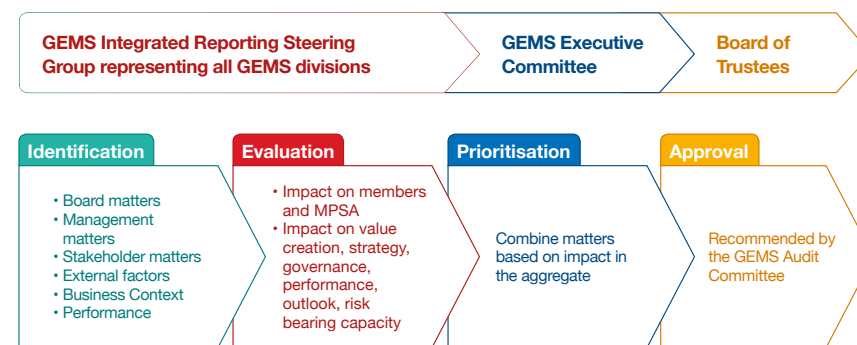 GEMS Integrated Reporting Steering
Group representing all GEMS divisions
GEMS Executive
Committee
Board of
Trustees
Identification
• Board matters
• Management
matters
• Stakeholder matters
• External factors
• Business Context
• Performance
Evaluation
• Impact on members
and MPSA
• Impact on value
creation, strategy,
governance,
performance,
outlook, risk
bearing capacity
Prioritisation
Combine matters
based on impact in
the aggregate
Approval
Recommended by
the GEMS Audit
Committee